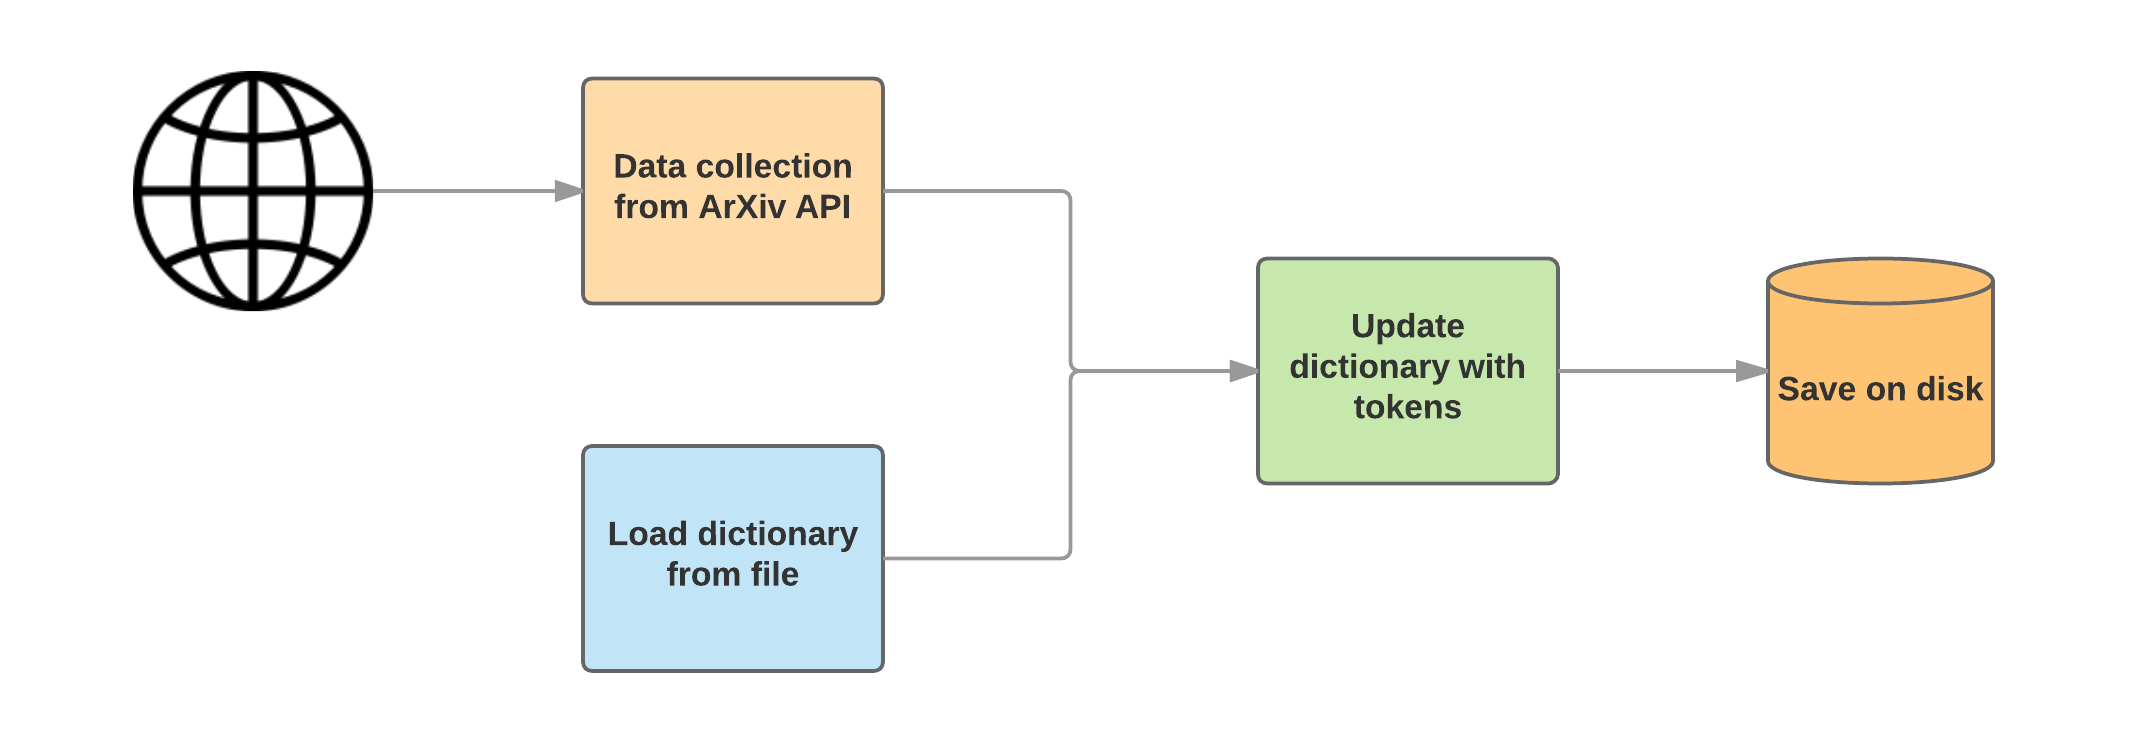 Data collection
from ArXiv API
Load dictionary
from file
Update
dictionary with
tokens
Save on disk